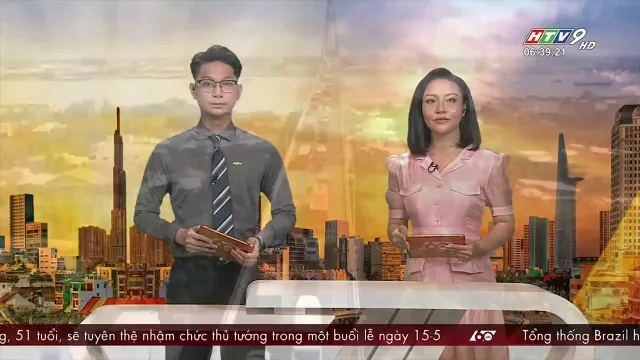 HTV9 HD
06:39:21
g, 51 tuổi, sẽ tuyên thệ nhậm chức thủ tướng trong một buổi lễ ngày 15-5 60 Tổng thống Brazil h